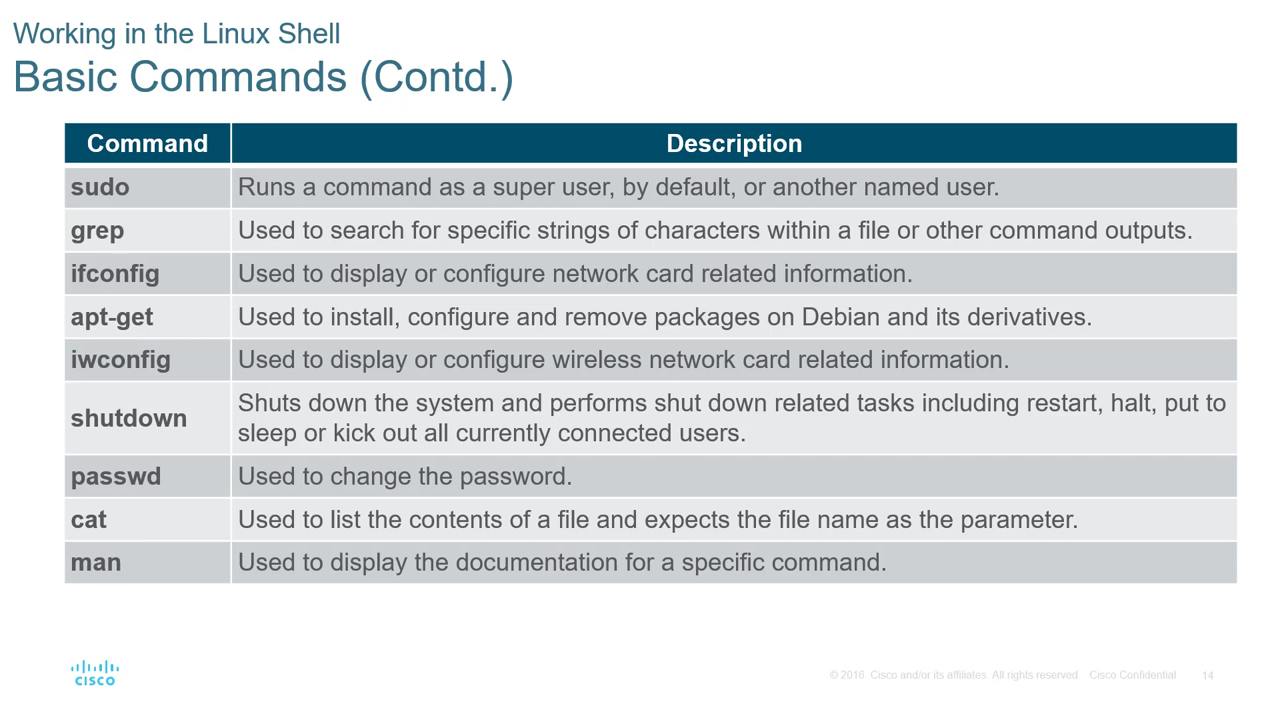 Working in the Linux Shell
Basic Commands (Contd.)
Command Description
sudo Runs a command as a super user, by default, or another named user.
grep Used to search for specific strings of characters within a file or other command outputs.
ifconfig Used to display or configure network card related information.
apt-get Used to install, configure and remove packages on Debian and its derivatives.
iwconfig Used to display or configure wireless network card related information.
shutdown Shuts down the system and performs shut down related tasks including restart, halt, put to
sleep or kick out all currently connected users.
passwd Used to change the password.
cat Used to list the contents of a file and expects the file name as the parameter.
man Used to display the documentation for a specific command.
CISCO
© 2016 Cisco and/or its affiliates. All rights reserved. Cisco Confidential 14